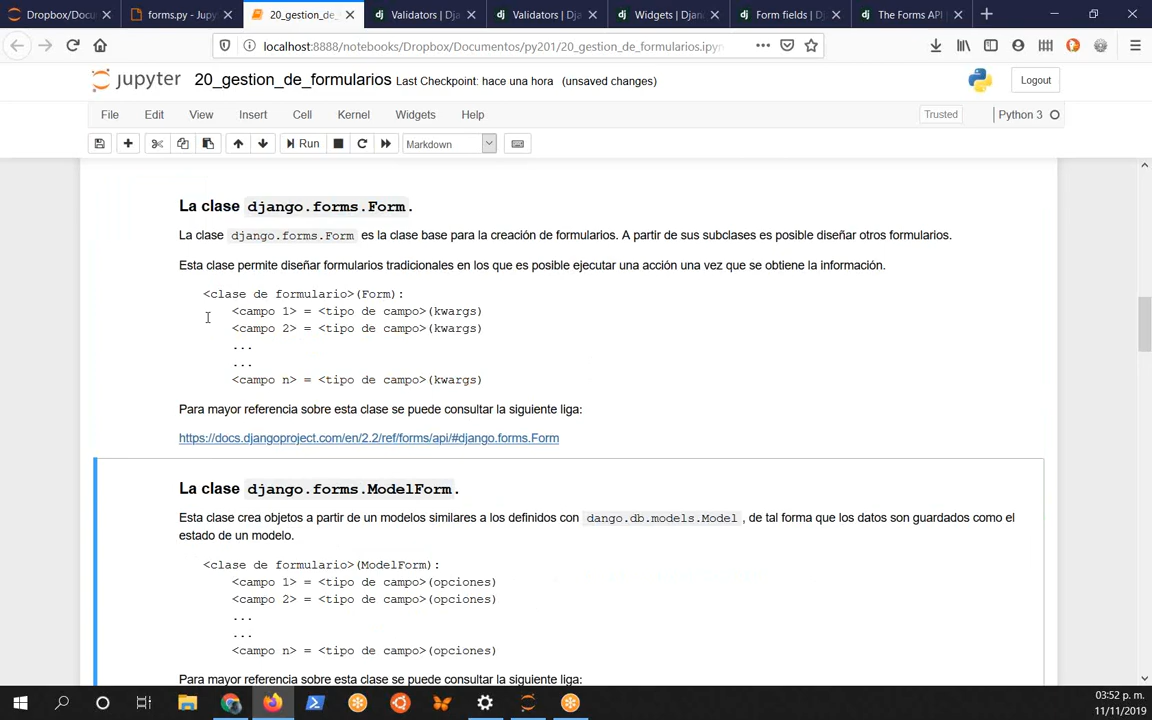 Dropbox/Docu
forms.py - Jupy
20_gestion_de_
Validators | Dja
Validators | Dja
Widgets | Djan
Form fields | D
The Forms API |
localhost:8888/notebooks/Dropbox/Documentos/py201/20_gestion_de_formularios.ipyn
jupyter 20_gestion_de_formularios Last Checkpoint: hace una hora (unsaved changes)
Logout
File Edit View Insert Cell Kernel Widgets Help
Trusted
Python 3
Run
Markdown
La clase django.forms.Form.
La clase django.forms.Form es la clase base para la creación de formularios. A partir de sus subclases es posible diseñar otros formularios.
Esta clase permite diseñar formularios tradicionales en los que es posible ejecutar una acción una vez que se obtiene la información.
<clase de formulario>(Form):
<campo 1> = <tipo de campo>(kwargs)
<campo 2> = <tipo de campo>(kwargs)
...
...
<campo n> = <tipo de campo>(kwargs)
Para mayor referencia sobre esta clase se puede consultar la siguiente liga:
https://docs.djangoproject.com/en/2.2/ref/forms/api/#django.forms.Form
La clase django.forms.ModelForm.
Esta clase crea objetos a partir de un modelos similares a los definidos con dango.db.models.Model, de tal forma que los datos son guardados como el
estado de un modelo.
<clase de formulario>(ModelForm):
<campo 1> = <tipo de campo>(opciones)
<campo 2> = <tipo de campo>(opciones)
...
...
<campo n> = <tipo de campo>(opciones)
Para mayor referencia sobre esta clase se puede consultar la siguiente liga:
03:52 p. m.
11/11/2019